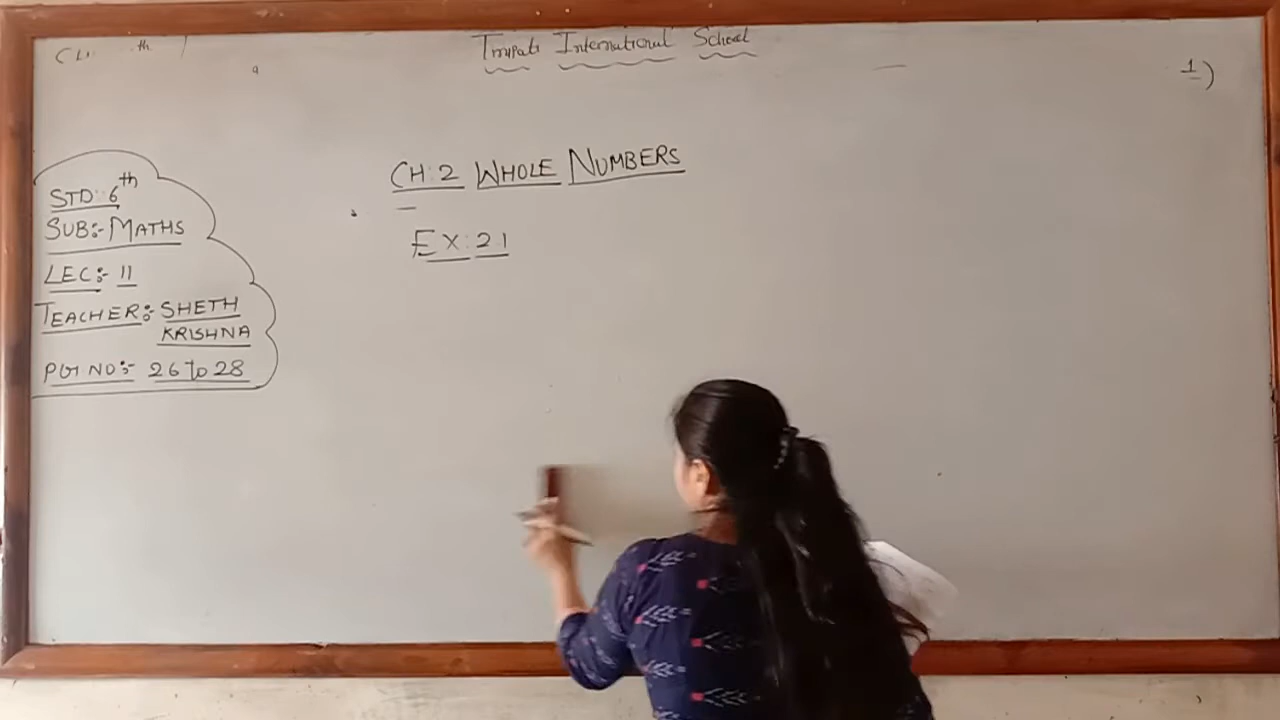 International School
1)
CH:2 WHOLE NUMBERS
EX:2.1
STD:- 6th
SUB:- MATHS
LEC:- 11
TEACHER:- SHETH
KRISHNA
PG NO:- 26 to 28